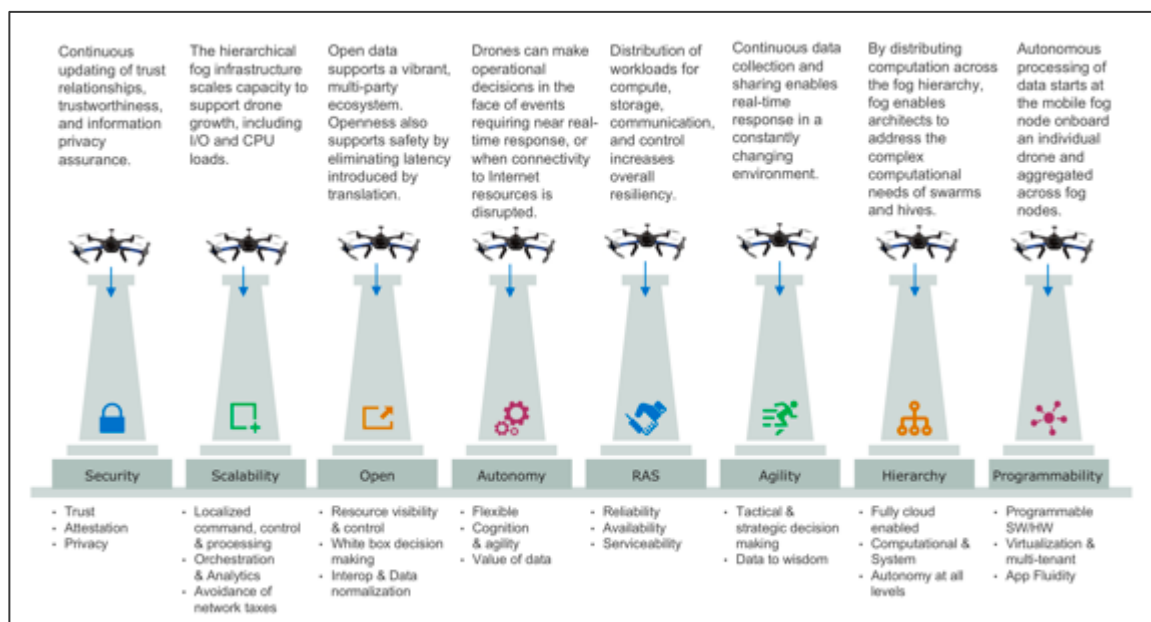 Continuous
updating of trust
relationships,
trustworthiness,
and information
privacy
assurance.
The hierarchical
fog infrastructure
scales capacity to
support drone
growth, including
I/O and CPU
loads.
Open data
supports a vibrant,
multi-party
ecosystem.
Openness also
supports safety by
eliminating latency
introduced by
translation.
Drones can make
operational
decisions in the
face of events
requiring near real-
time response, or
when connectivity
to Internet
resources is
disrupted.
Distribution of
workloads for
compute,
storage,
communication,
and control
increases
overall
resiliency.
Continuous data
collection and
sharing enables
real-time
response in a
constantly
changing
environment.
By distributing
computation across
the fog hierarchy,
fog enables
architects to
address the
complex
computational
needs of swarms
and hives.
Autonomous
processing of
data starts at
the mobile fog
node onboard
an individual
drone and
aggregated
across fog
nodes.
Security
Scalability
Open
Autonomy
RAS
Agility
Hierarchy
Programmability
- Trust
- Attestation
- Privacy
- Localized
command, control
& processing
- Orchestration
& Analytics
- Avoidance of
network taxes
- Resource visibility
& control
- White box decision
making
- Interop & Data
normalization
- Flexible
- Cognition
& agility
- Value of data
- Reliability
- Availability
- Serviceability
- Tactical &
strategic decision
making
- Data to wisdom
- Fully cloud
enabled
- Computational &
System
- Autonomy at all
levels
- Programmable
SW/HW
- Virtualization &
multi-tenant
- App Fluidity